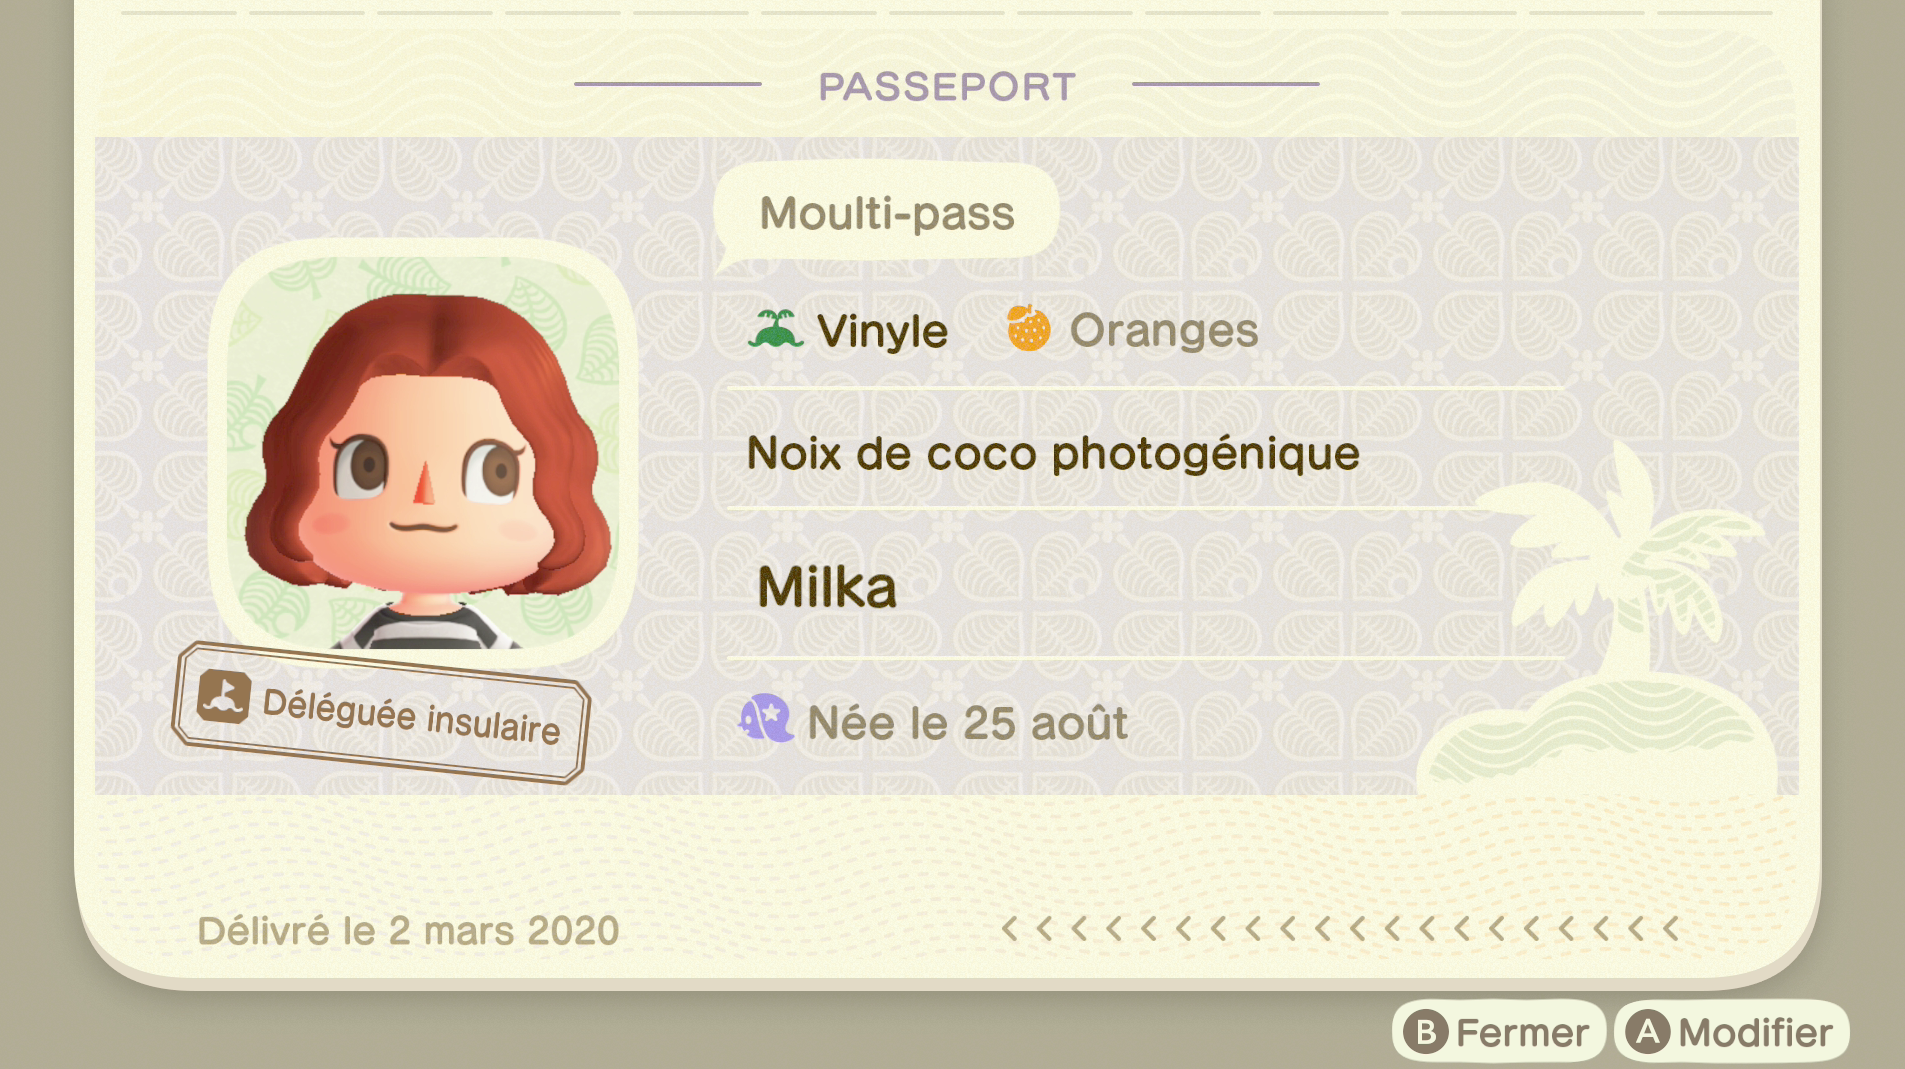 PASSEPORT
Moulti-pass
Vinyle Oranges
Noix de coco photogénique
Milka
Déléguée insulaire
Née le 25 août
Délivré le 2 mars 2020 < < < < < < < < < < < < < < < < < < < <
B Fermer A Modifier